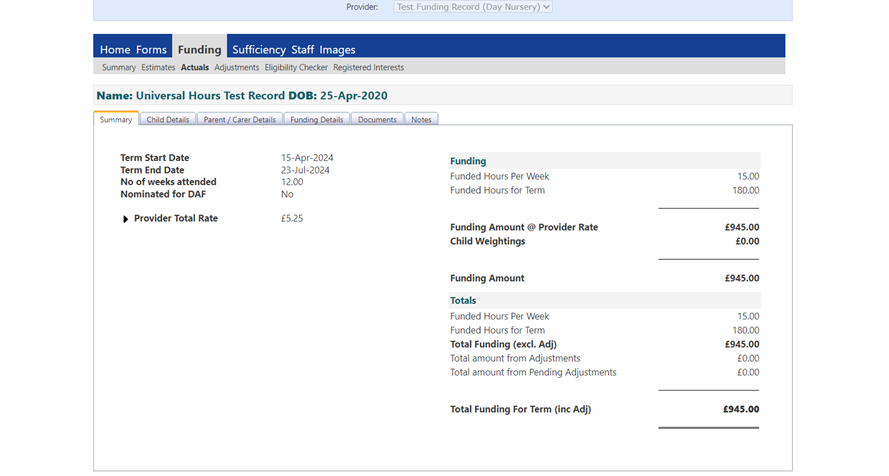 Provider: Test Funding Record (Day Nursery)
Home Forms Funding Sufficiency Staff Images
Summary Estimates Actuals Adjustments Eligibility Checker Registered Interests
Name: Universal Hours Test Record DOB: 25-Apr-2020
Summary Child Details Parent / Carer Details Funding Details Documents Notes
Term Start Date 15-Apr-2024
Term End Date 23-Jul-2024
No of weeks attended 12.00
Nominated for DAF No
Provider Total Rate £5.25
Funding
Funded Hours Per Week 15.00
Funded Hours for Term 180.00
Funding Amount @ Provider Rate £945.00
Child Weightings £0.00
Funding Amount £945.00
Totals
Funded Hours Per Week 15.00
Funded Hours for Term 180.00
Total Funding (excl. Adj) £945.00
Total amount from Adjustments £0.00
Total amount from Pending Adjustments £0.00
Total Funding For Term (inc Adj) £945.00